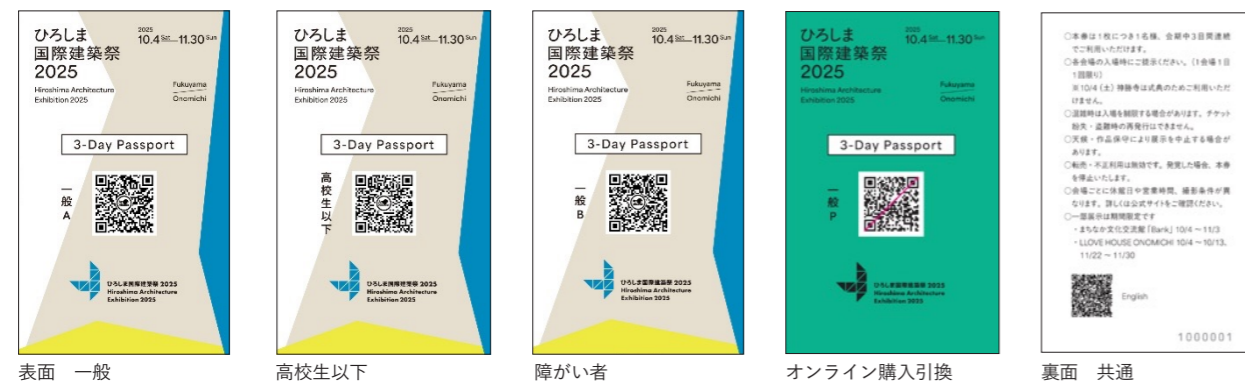 ひろしま
国際建築祭
2025
Hiroshima Architecture
Exhibition 2025
2025
10.4 Sat—11.30 Sun
Fukuyama
Onomichi
3-Day Passport
一般A
ひろしま国際建築祭 2025
Hiroshima Architecture
Exhibition 2025
表面 一般
ひろしま
国際建築祭
2025
Hiroshima Architecture
Exhibition 2025
2025
10.4 Sat—11.30 Sun
Fukuyama
Onomichi
3-Day Passport
高校生以下
ひろしま国際建築祭 2025
Hiroshima Architecture
Exhibition 2025
高校生以下
ひろしま
国際建築祭
2025
Hiroshima Architecture
Exhibition 2025
2025
10.4 Sat—11.30 Sun
Fukuyama
Onomichi
3-Day Passport
一般B
ひろしま国際建築祭 2025
Hiroshima Architecture
Exhibition 2025
障がい者
ひろしま
国際建築祭
2025
Hiroshima Architecture
Exhibition 2025
2025
10.4 Sat—11.30 Sun
Fukuyama
Onomichi
3-Day Passport
一般P
ひろしま国際建築祭 2025
Hiroshima Architecture
Exhibition 2025
オンライン購入引換
○本券は1枚につき1名様、会期中3日間連続
でご利用いただけます。
○各会場の入場時にご提示ください。(1会場1日
1回限り)
※10/4(土)神勝寺は式典のためご利用いただ
けません。
○混雑時は入場を制限する場合があります。チケット
紛失・盗難時の再発行はできません。
○天候・作品保守により展示を中止する場合が
あります。
○転売・不正利用は無効です。発覚した場合、本券
を停止いたします。
○会場ごとに休館日や営業時間、撮影条件が異
なります。詳しくは公式サイトをご確認ください。
○一部展示は期間限定です
・まちなか文化交流館「Bank」10/4～11/3
・LLOVE HOUSE ONOMICHI 10/4～10/13、
11/22～11/30
English
1000001
裏面 共通